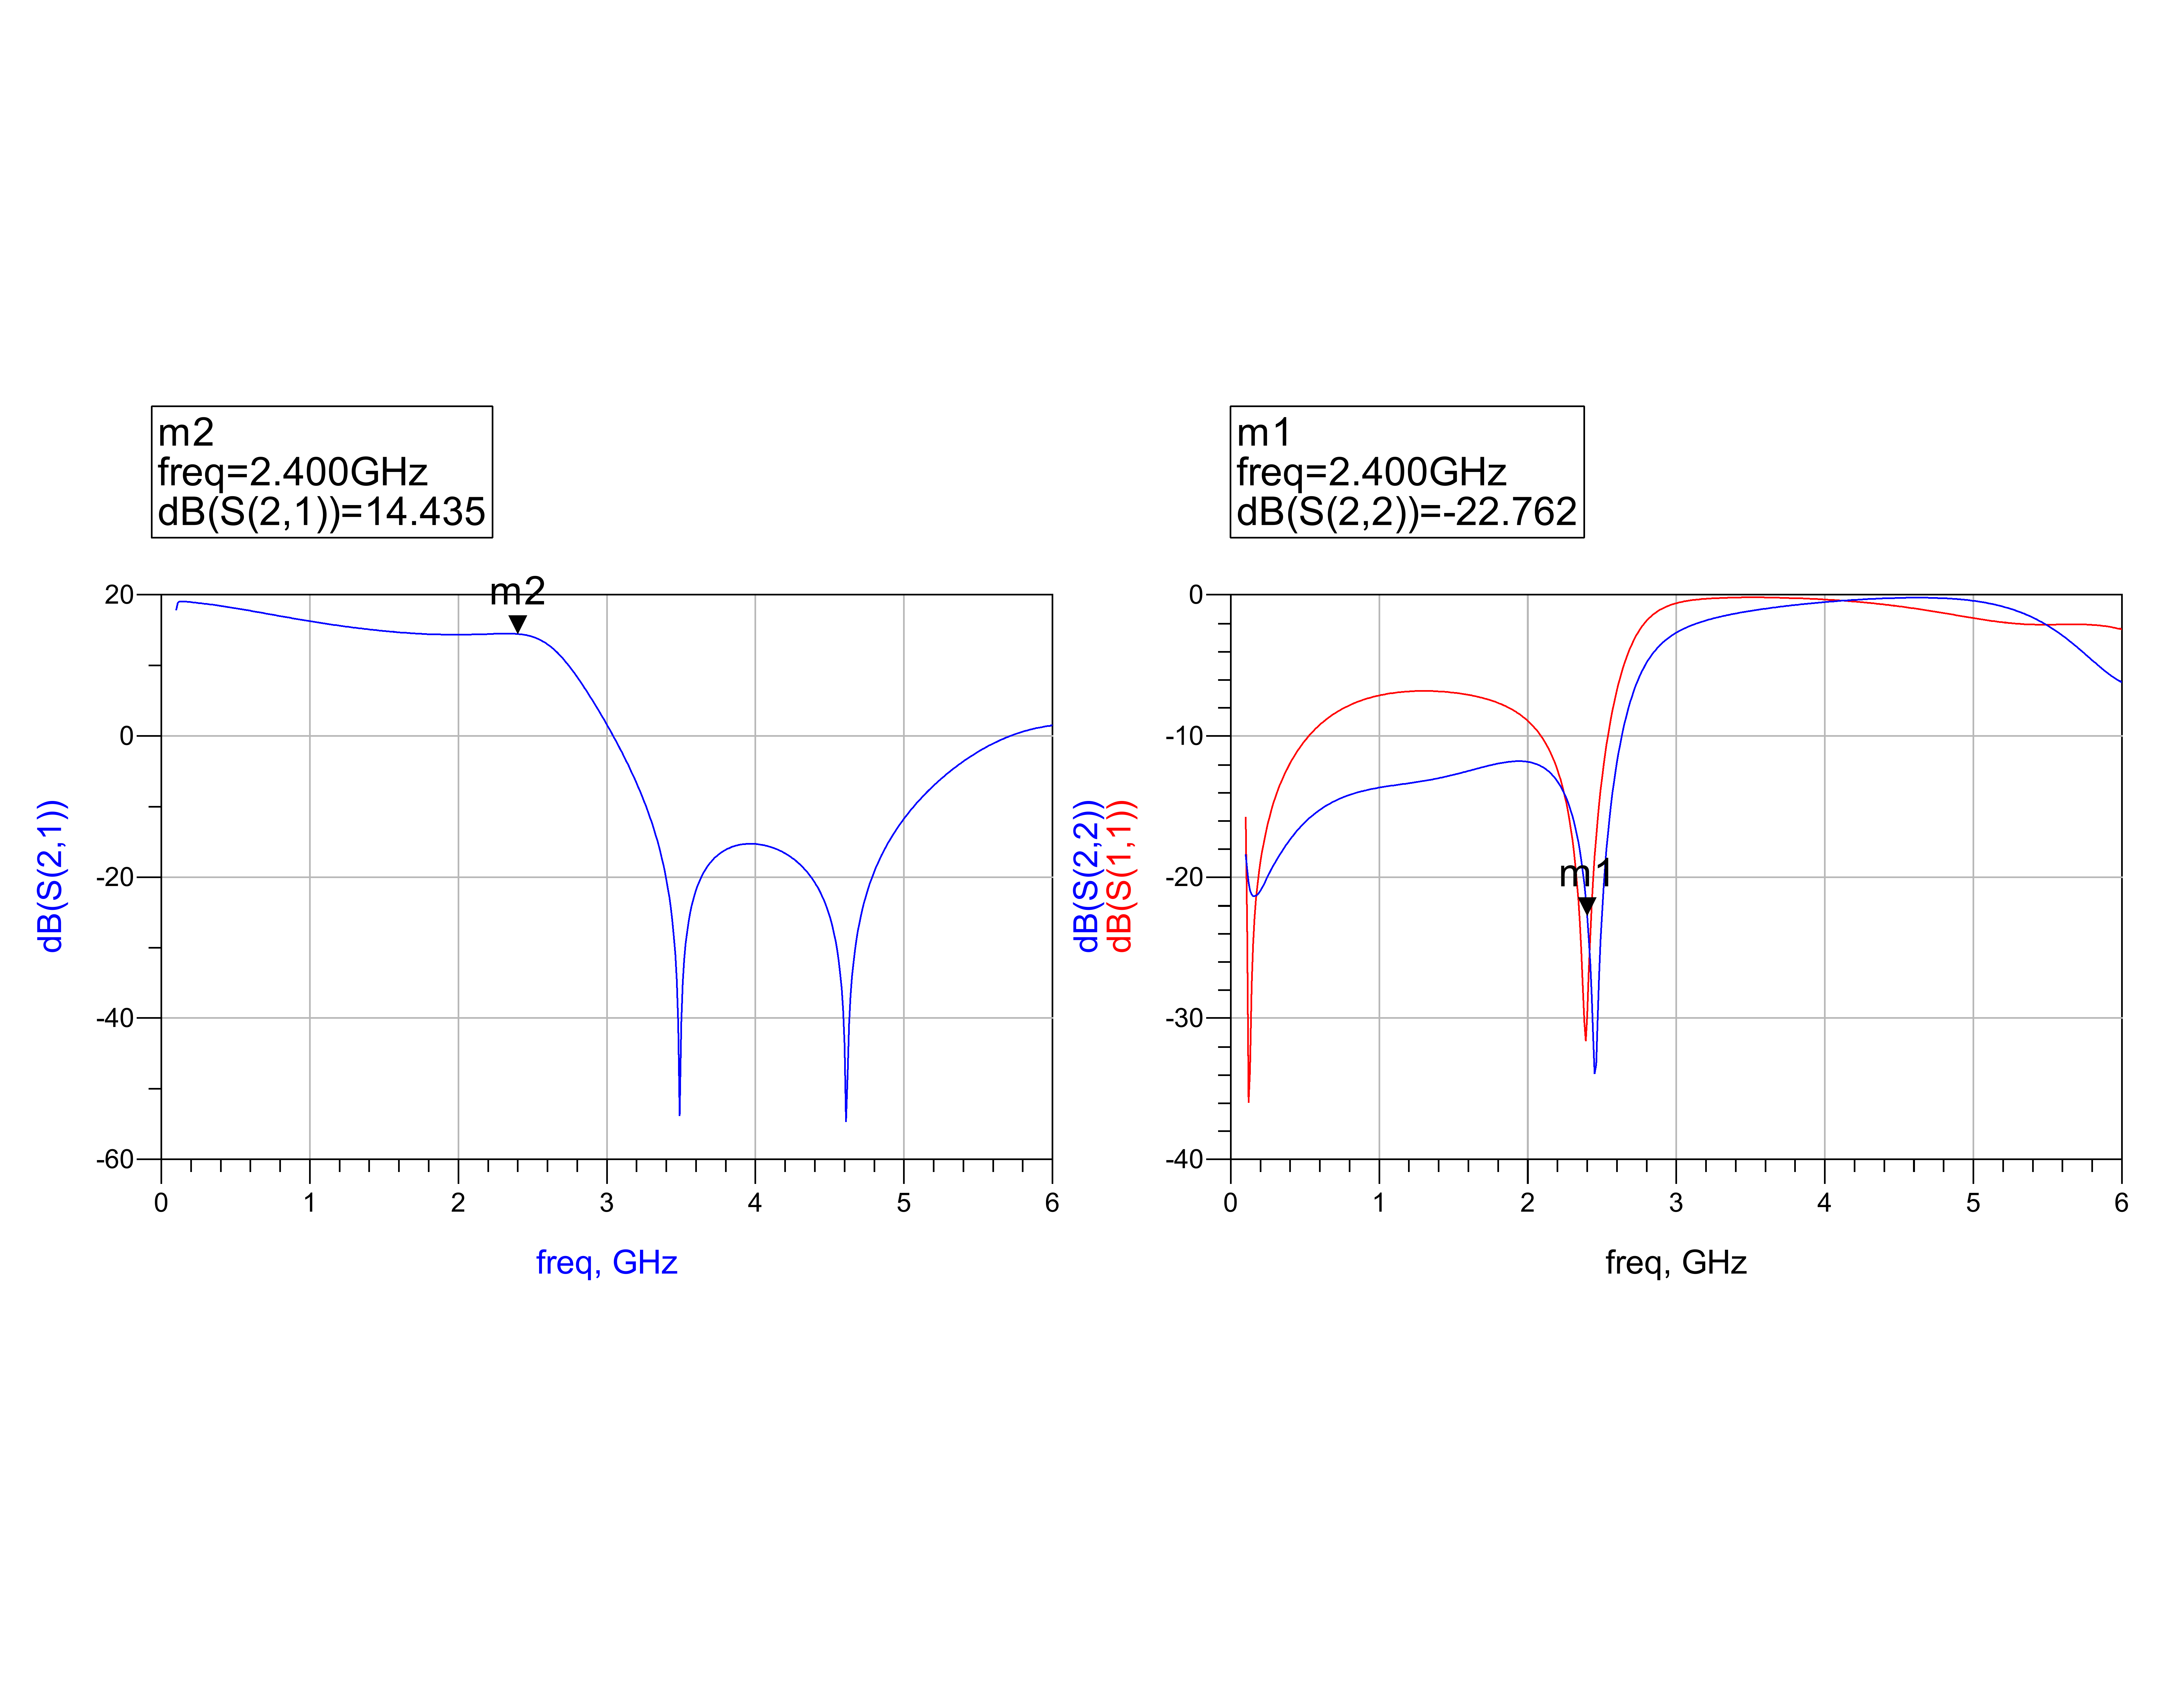 m2
freq=2.400GHz
dB(S(2,1))=14.435
m1
freq=2.400GHz
dB(S(2,2))=-22.762
m2
20
0
-20
-40
-60
dB(S(2,1))
0 1 2 3 4 5 6
freq, GHz
m1
0
-10
-20
-30
-40
dB(S(2,2))
dB(S(1,1))
0 1 2 3 4 5 6
freq, GHz